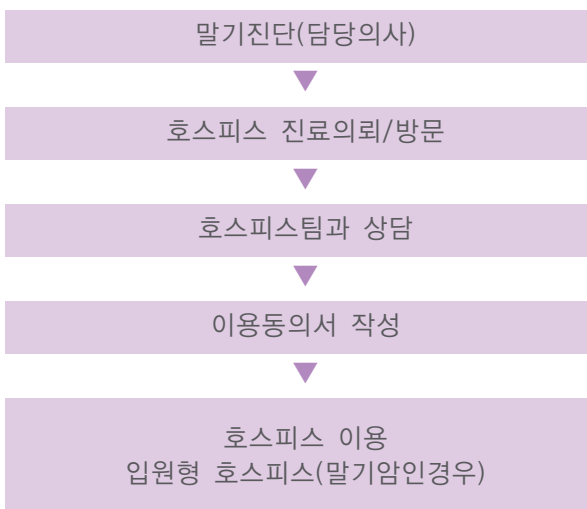 말기진단(담당의사)
호스피스 진료의뢰/방문
호스피스팀과 상담
이용동의서 작성
호스피스 이용
입원형 호스피스(말기암인경우)